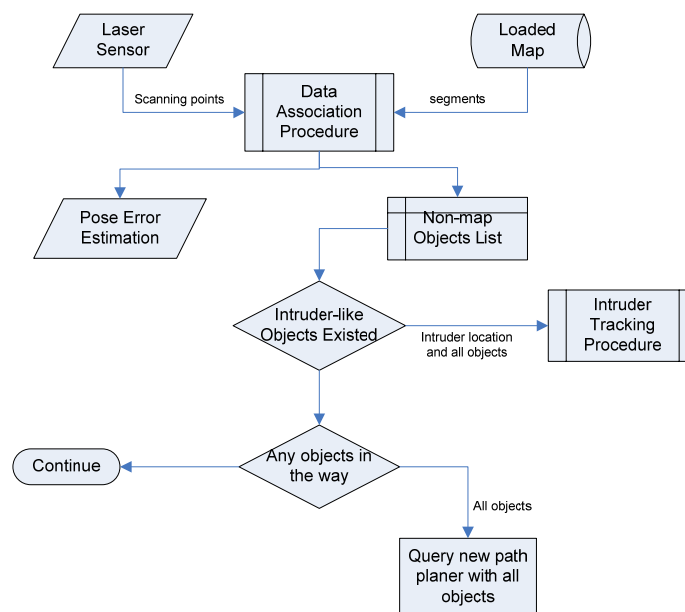 Laser
Sensor
Loaded
Map
Scanning points
Data
Association
Procedure
segments
Pose Error
Estimation
Non-map
Objects List
Intruder-like
Objects Existed
Intruder location
and all objects
Intruder
Tracking
Procedure
Any objects in
the way
Continue
All objects
Query new path
planer with all
objects